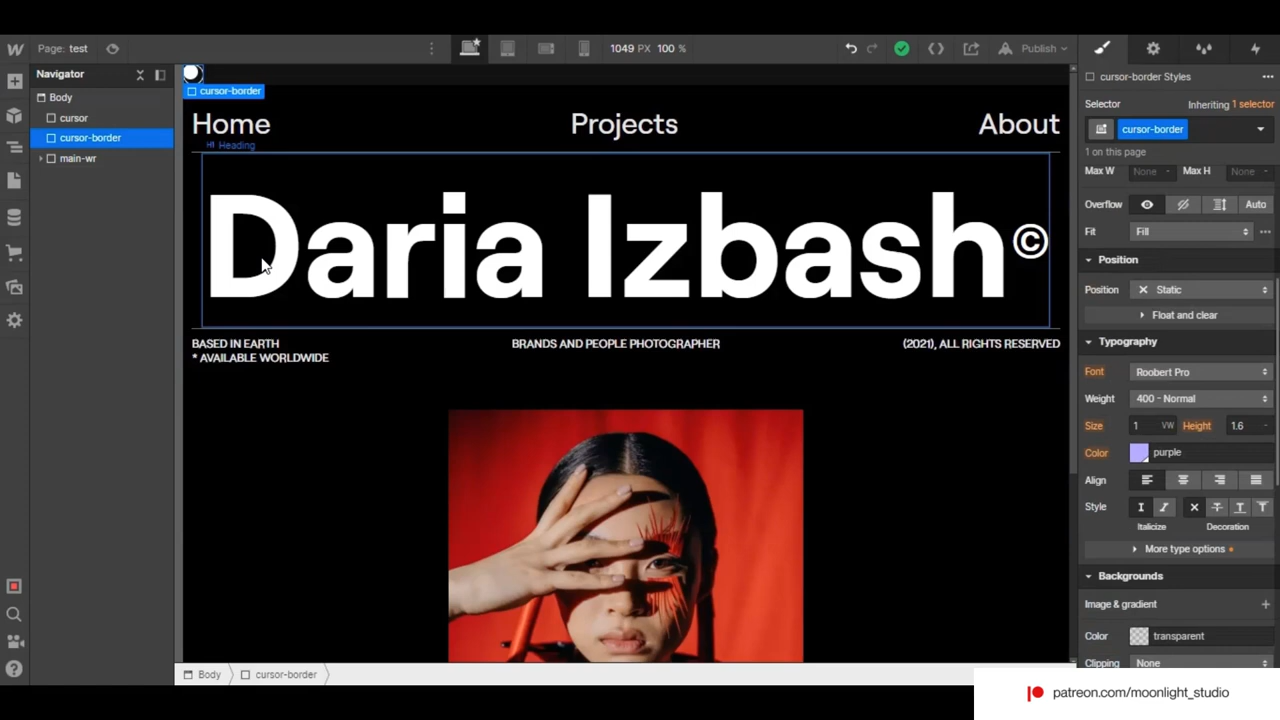 Page: test
1049 PX 100 %
Publish
Navigator
Body
cursor
cursor-border
main-wr
cursor-border
Home
Projects
About
H1 Heading
Daria Izbash©
BASED IN EARTH
* AVAILABLE WORLDWIDE
BRANDS AND PEOPLE PHOTOGRAPHER
(2021), ALL RIGHTS RESERVED
Body
cursor-border
cursor-border Styles
Selector
Inheriting 1 selector
cursor-border
1 on this page
Max W
None
Max H
None
Overflow
Auto
Fit
Fill
Position
Position
Static
Float and clear
Typography
Font
Roobert Pro
Weight
400 - Normal
Size
1 VW
Height
1.6 -
Color
purple
Align
Style
Italicize
Decoration
More type options
Backgrounds
Image & gradient
Color
transparent
Clipping
None
patreon.com/moonlight_studio